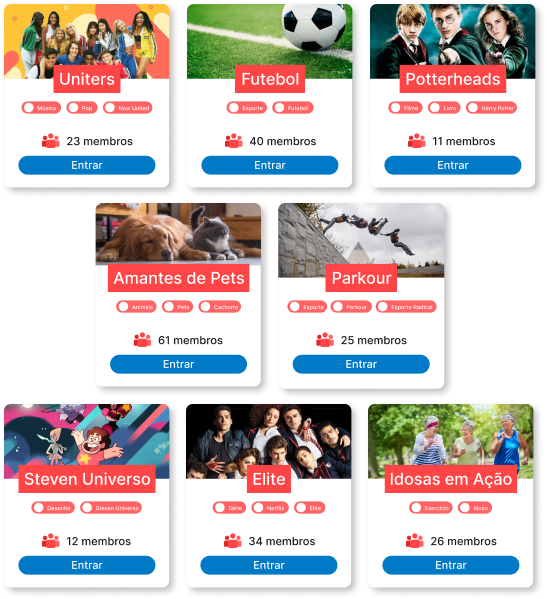 Uniters
Música Pop Now United
23 membros
Entrar
Futebol
Esporte Futebol
40 membros
Entrar
Potterheads
Filme Livro Harry Potter
11 membros
Entrar
Amantes de Pets
Animais Pets Cachorro
61 membros
Entrar
Parkour
Esporte Parkour Esporte Radical
25 membros
Entrar
Steven Universo
Desenho Steven Universo
12 membros
Entrar
Elite
Série Netflix Elite
34 membros
Entrar
Idosas em Ação
Exercício Idoso
26 membros
Entrar